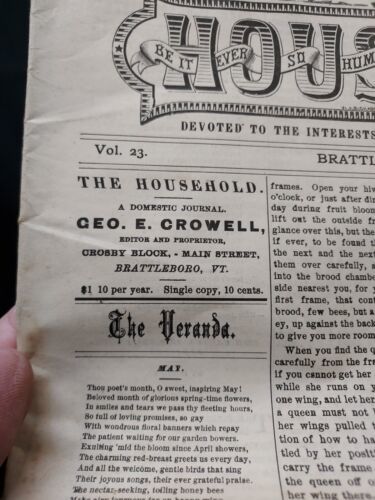 HOUS
BE IT EVER SO HUM
DEVOTED TO THE INTERESTS
Vol. 23.
BRATTL
THE HOUSEHOLD.
A DOMESTIC JOURNAL.
GEO. E. CROWELL,
EDITOR AND PROPRIETOR,
CROSBY BLOCK, - MAIN STREET,
BRATTLEBORO, VT.
$1 10 per year. Single copy, 10 cents.
The Veranda.
MAY.
Thou poet's month, O sweet, inspiring May!
Beloved month of glorious spring-time flowers,
In smiles and tears we pass thy fleeting hours,
So full of loving promises, so gay
With wondrous floral banners which repay
The patient waiting for our garden bowers.
Exulting 'mid the bloom since April showers,
The charming red-breast greets us every day,
And all the welcome, gentle birds that sing
Their joyous songs, their ever grateful praise.
The nectar-seeking, toiling honey bees
frames. Open your hiv
o'clock, or just after din
day during fruit bloom
lift out the outside fr
glance over this, but the
if ever, to be found th
the next and the next
them over carefully, a
into the brood chambe
side nearest you, for y
first frame, that cont
brood, few bees, but a
ey, up against the back
to give you more room
When you find the q
carefully from the fra
if you cannot get her
while she runs on y
one wing, and let her
a queen must not
her wings pulled
tion of how to ha
tled by her positi
carry the frame
the queen off o
her wing there